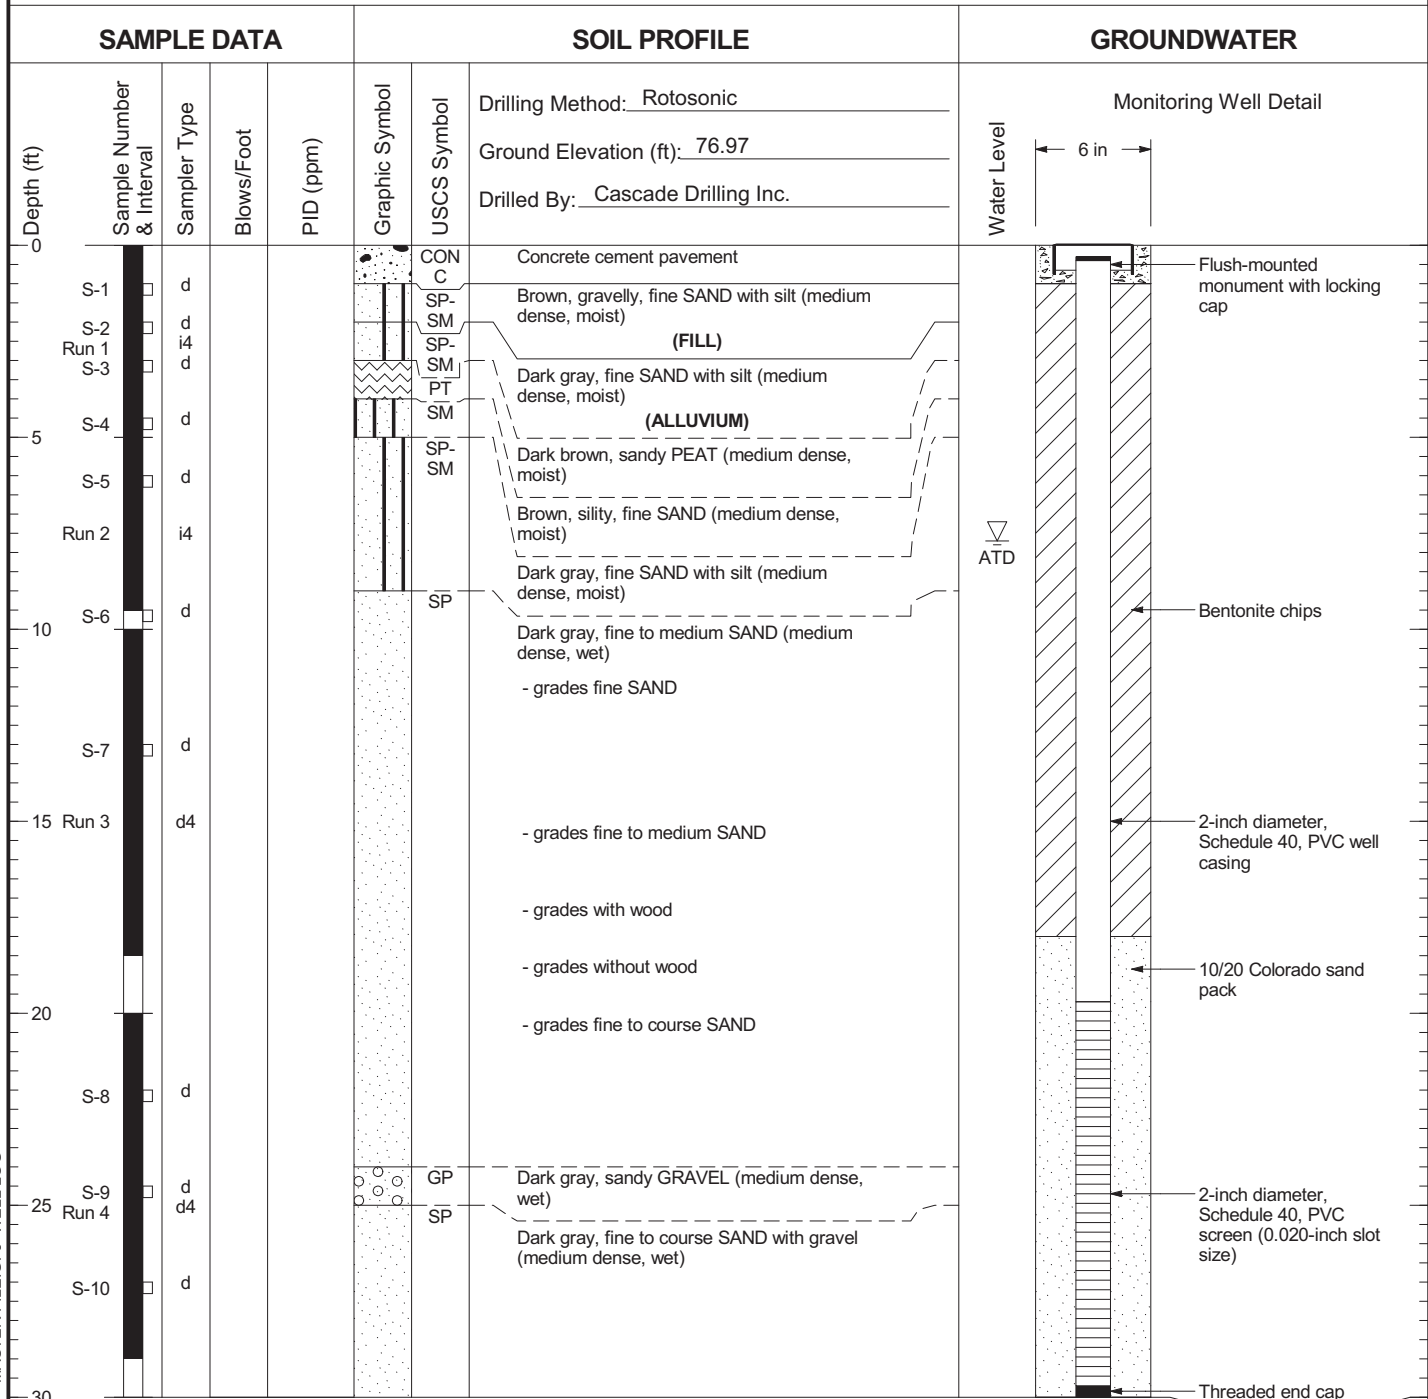 SAMPLE DATA
SOIL PROFILE
GROUNDWATER
Depth (ft)
Sample Number
& Interval
Sampler Type
Blows/Foot
PID (ppm)
Graphic Symbol
USCS Symbol
Drilling Method: Rotosonic
Ground Elevation (ft): 76.97
Drilled By: Cascade Drilling Inc.
Water Level
Monitoring Well Detail
6 in
0
5
10
15
20
25
30
S-1
S-2
Run 1
S-3
S-4
S-5
Run 2
S-6
S-7
Run 3
S-8
S-9
Run 4
S-10
d
d
i4
d
d
d
i4
d
d
d4
d
d
d4
d
CON
C
SP-
SM
SP-
SM
PT
SM
SP-
SM
SP
GP
SP
Concrete cement pavement
Brown, gravelly, fine SAND with silt (medium
dense, moist)
(FILL)
Dark gray, fine SAND with silt (medium
dense, moist)
(ALLUVIUM)
Dark brown, sandy PEAT (medium dense,
moist)
Brown, sility, fine SAND (medium dense,
moist)
Dark gray, fine SAND with silt (medium
dense, moist)
Dark gray, fine to medium SAND (medium
dense, wet)
- grades fine SAND
- grades fine to medium SAND
- grades with wood
- grades without wood
- grades fine to course SAND
Dark gray, sandy GRAVEL (medium dense,
wet)
Dark gray, fine to course SAND with gravel
(medium dense, wet)
ATD
Flush-mounted
monument with locking
cap
Bentonite chips
2-inch diameter,
Schedule 40, PVC well
casing
10/20 Colorado sand
pack
2-inch diameter,
Schedule 40, PVC
screen (0.020-inch slot
size)
Threaded end cap